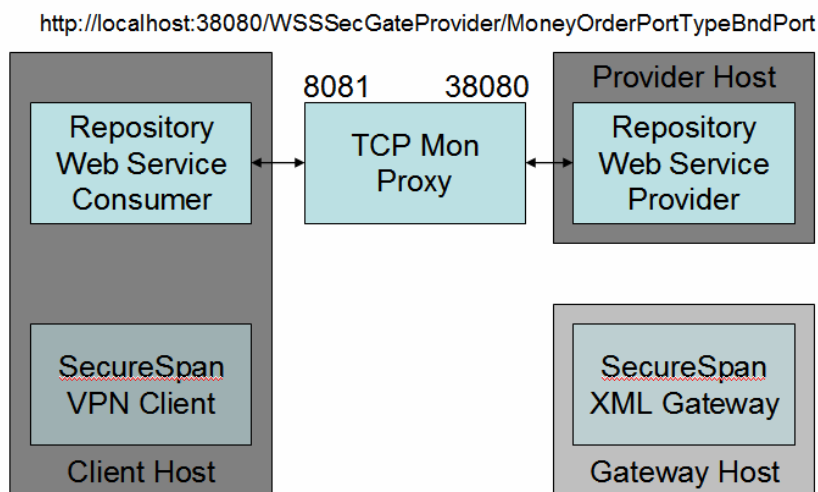 http://localhost:38080/WSSSecGateProvider/MoneyOrderPortTypeBndPort
8081
38080
Provider Host
Repository
Web Service
Consumer
TCP Mon
Proxy
Repository
Web Service
Provider
SecureSpan
VPN Client
Client Host
SecureSpan
XML Gateway
Gateway Host